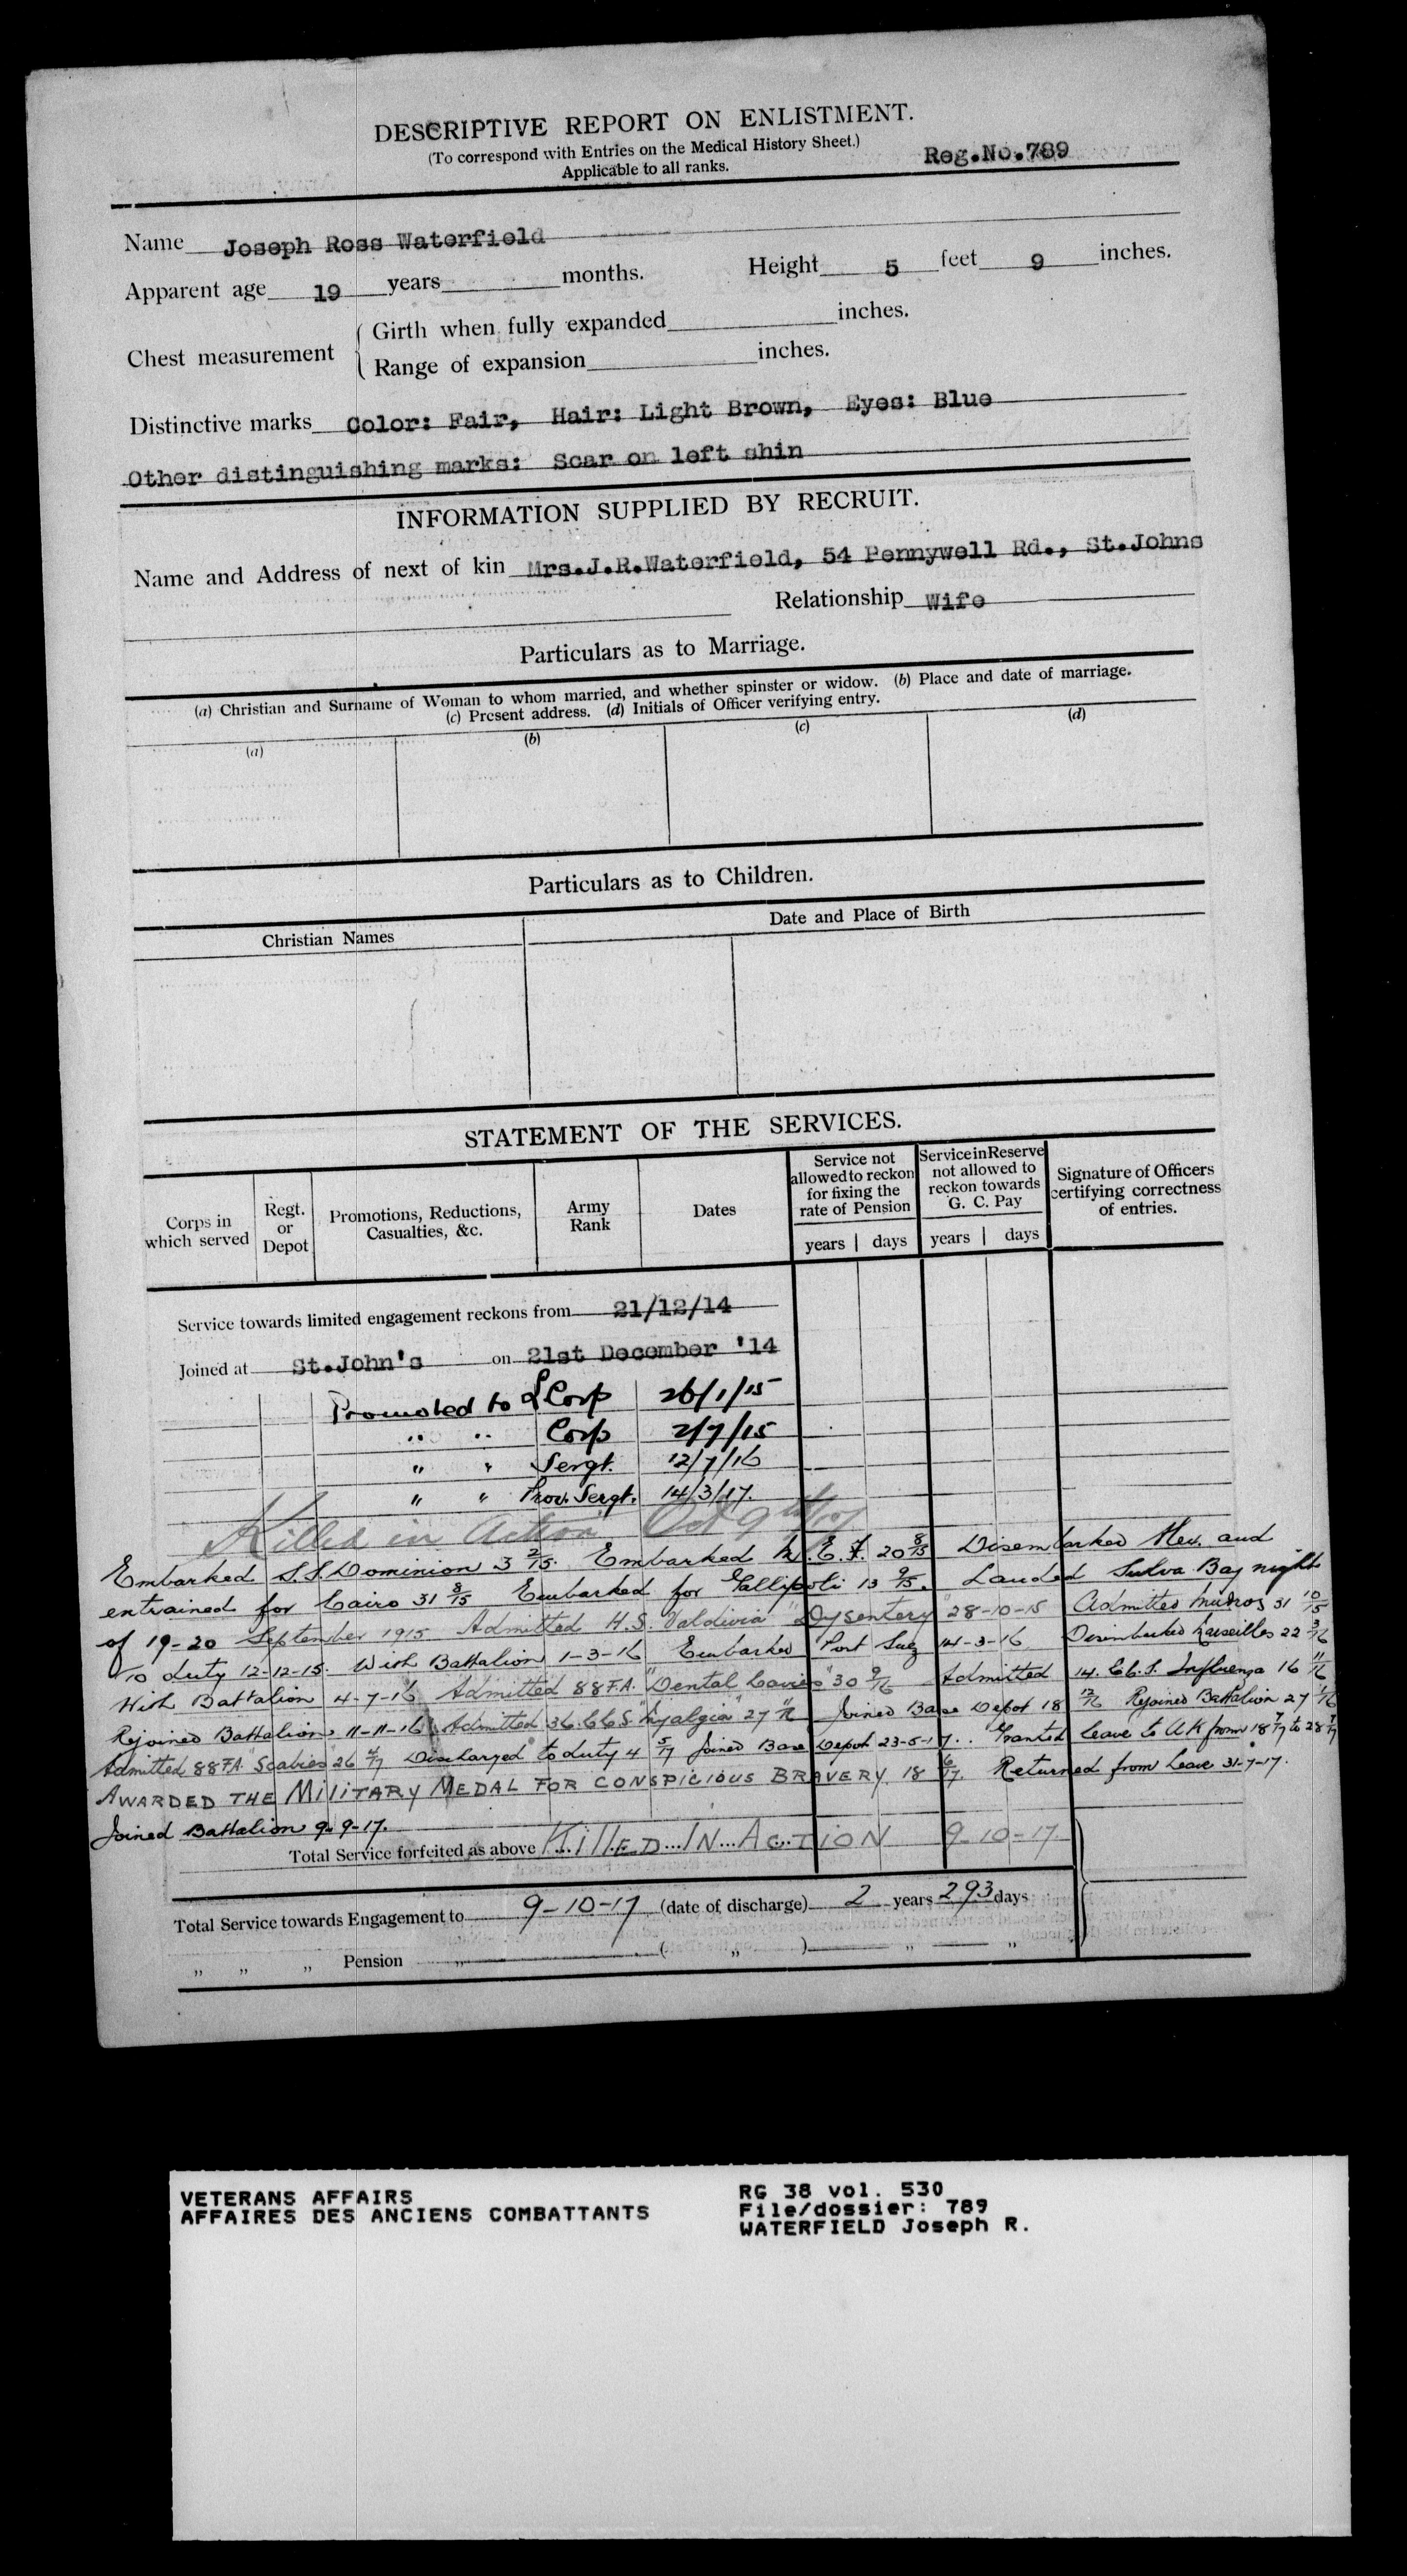 DESCRIPTIVE REPORT ON ENLISTMENT.
(To correspond with Entries on the Medical History Sheet.)
Applicable to all ranks.
Reg.No.789
Name Joseph Ross Waterfield
Apparent age 19 years months. Height 5 feet 9 inches.
Chest measurement
Girth when fully expanded inches.
Range of expansion inches.
Distinctive marks Color: Fair, Hair: Light Brown, Eyes: Blue
Other distinguishing marks: Scar on left shin
INFORMATION SUPPLIED BY RECRUIT.
Name and Address of next of kin Mrs.J.R.Waterfield, 54 Pennywell Rd., St.Johns
Relationship Wife
Particulars as to Marriage.
(a) Christian and Surname of Woman to whom married, and whether spinster or widow. (b) Place and date of marriage.
(c) Present address. (d) Initials of Officer verifying entry.
(a) (b) (c) (d)
Particulars as to Children.
Christian Names Date and Place of Birth
STATEMENT OF THE SERVICES.
Corps in which served
Regt. or Depot
Promotions, Reductions, Casualties, &c.
Army Rank
Dates
Service not allowed to reckon for fixing the rate of Pension
years days
Service in Reserve not allowed to reckon towards G. C. Pay
years days
Signature of Officers certifying correctness of entries.
Service towards limited engagement reckons from 21/12/14
Joined at St.John's on 21st December '14
Promoted to L Corp 26/1/15
" " Corp 2/7/15
" " Sergt. 12/7/16
" " Prov. Sergt. 14/3/17.
Killed in Action Oct 9th/17
Embarked S.S. Dominion 3 2/15. Embarked M.E.F. 20 8/15 Disembarked Alex. and
entrained for Cairo 31 8/15 Embarked for Gallipoli 13 9/15. Landed Sulva Bay night
of 19-20 September 1915 Admitted H.S. Valdivia "Dysentery" 28-10-15 Admitted Mudros 31 10/15
To duty 12-12-15. With Battalion 1-3-16 Embarked Port Suez 14-3-16 Disembarked Marseilles 22 3/16
With Battalion 4-7-16 Admitted 88 F.A. "Dental Caries" 30 9/16 Admitted 14. C.C.S. Influenza 16 11/16
Rejoined Battalion 11-11-16 Admitted 36 C.C.S "Myalgia" 27 11/16 Joined Base Depot 18 12/16 Rejoined Battalion 27 1/16
Admitted 88 F.A. "Scabies" 26 4/17 Discharged to duty 4 5/17 Joined Base Depot 23-5-17. Granted Leave to U.K from 18 7/17 to 28 7/17
AWARDED THE MILITARY MEDAL FOR CONSPICIOUS BRAVERY 18 6/17. Returned from Leave 31-7-17.
Joined Battalion 9-9-17.
Total Service forfeited as above KILLED IN ACTION 9-10-17
Total Service towards Engagement to 9-10-17 (date of discharge) 2 years 293 days
" " " Pension " ( " ) " "
VETERANS AFFAIRS
AFFAIRES DES ANCIENS COMBATTANTS
RG 38 vol. 530
File/dossier: 789
WATERFIELD Joseph R.